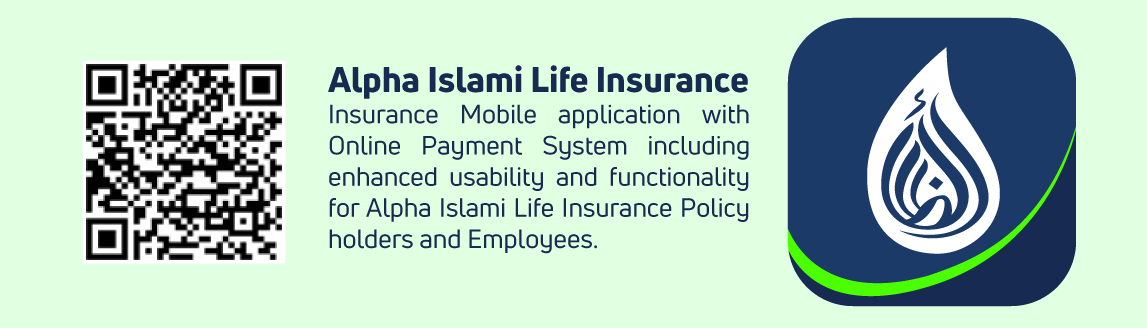 Alpha Islami Life Insurance
Insurance Mobile application with
Online Payment System including
enhanced usability and functionality
for Alpha Islami Life Insurance Policy
holders and Employees.